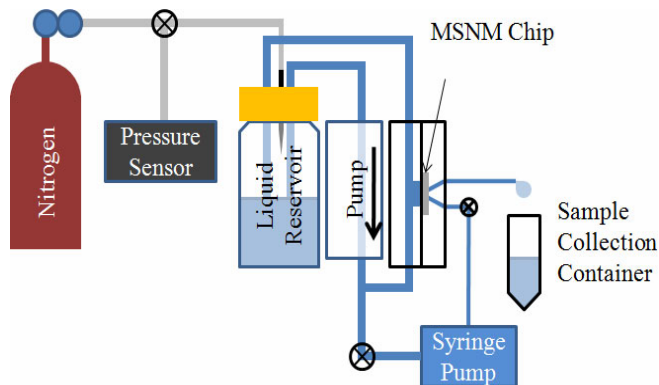 MSNM Chip
Nitrogen
Pressure
Sensor
Liquid
Reservoir
Pump
Sample
Collection
Container
Syringe
Pump